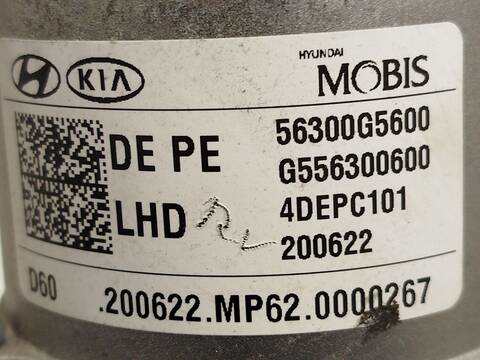 KIA
HYUNDAI
MOBIS
DE PE
56300G5600
G556300600
LHD
4DEPC101
200622
D60
.200622.MP62.0000267